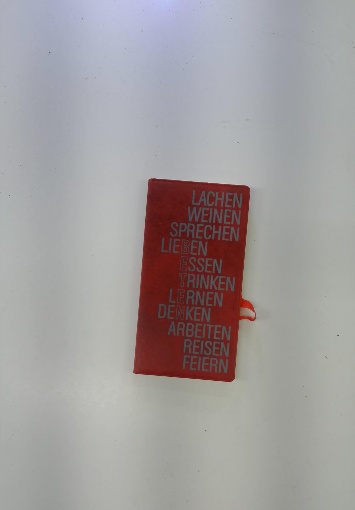 LACHEN
WEINEN
SPRECHEN
LIEBEN
ESSEN
TRINKEN
LERNEN
DENKEN
ARBEITEN
REISEN
FEIERN